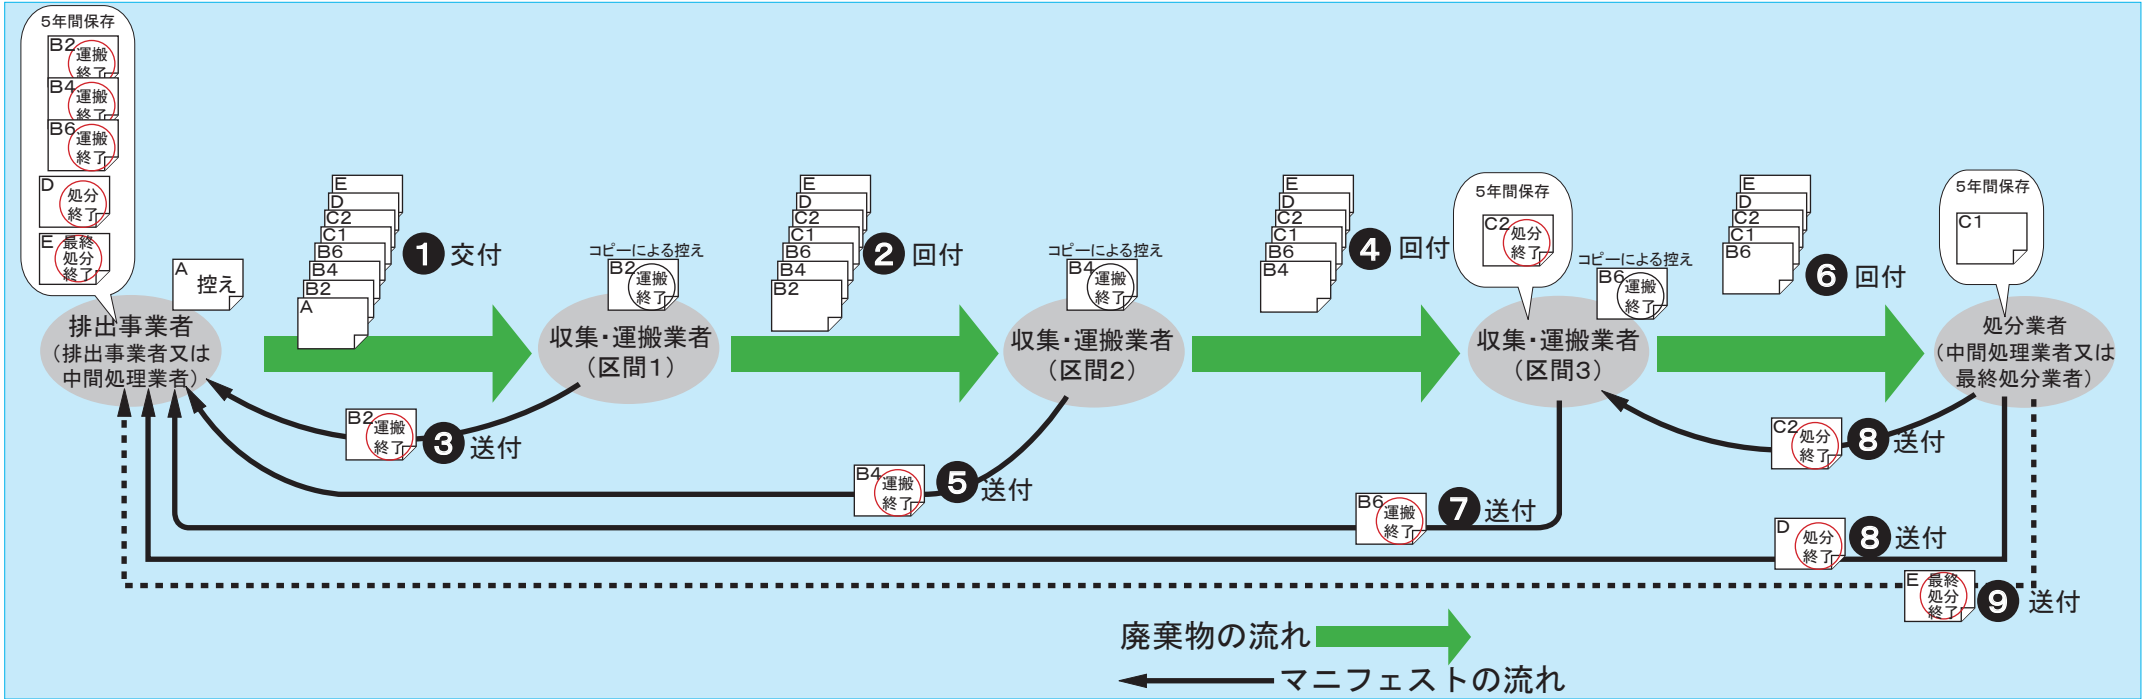 5年間保存
B2
運搬
終了
B4
運搬
終了
B6
運搬
終了
D
処分
終了
E
最終
処分
終了
A
控え
排出事業者
(排出事業者又は
中間処理業者)
E
D
C2
C1
B6
B4
B2
A
❶ 交付
コピーによる控え
B2
運搬
終了
収集・運搬業者
(区間1)
E
D
C2
C1
B6
B4
B2
❷ 回付
コピーによる控え
B4
運搬
終了
収集・運搬業者
(区間2)
E
D
C2
C1
B6
B4
❹ 回付
5年間保存
C2
処分
終了
コピーによる控え
B6
運搬
終了
収集・運搬業者
(区間3)
E
D
C2
C1
B6
❻ 回付
5年間保存
C1
処分業者
(中間処理業者又は
最終処分業者)
B2
運搬
終了
❸ 送付
B4
運搬
終了
❺ 送付
B6
運搬
終了
❼ 送付
C2
処分
終了
❽ 送付
D
処分
終了
❽ 送付
E
最終
処分
終了
❾ 送付
廃棄物の流れ
マニフェストの流れ